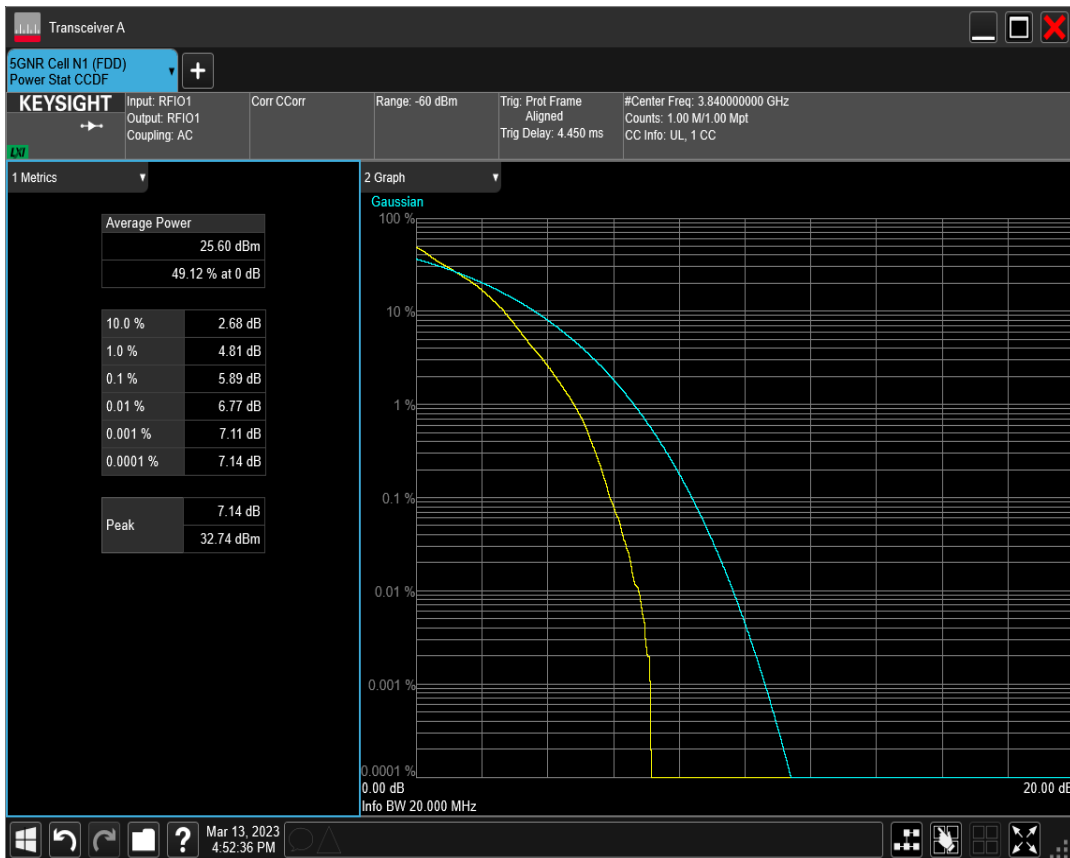 Transceiver A
5GNR Cell N1 (FDD)
Power Stat CCDF
KEYSIGHT
LXI
Input: RFIO1
Output: RFIO1
Coupling: AC
Corr CCorr
Range: -60 dBm
Trig: Prot Frame
Aligned
Trig Delay: 4.450 ms
#Center Freq: 3.840000000 GHz
Counts: 1.00 M/1.00 Mpt
CC Info: UL, 1 CC
1 Metrics
Average Power
25.60 dBm
49.12 % at 0 dB
10.0 % 2.68 dB
1.0 % 4.81 dB
0.1 % 5.89 dB
0.01 % 6.77 dB
0.001 % 7.11 dB
0.0001 % 7.14 dB
Peak 7.14 dB
32.74 dBm
2 Graph
Gaussian
100 %
10 %
1 %
0.1 %
0.01 %
0.001 %
0.0001 %
0.00 dB 20.00 dB
Info BW 20.000 MHz
?
Mar 13, 2023
4:52:36 PM